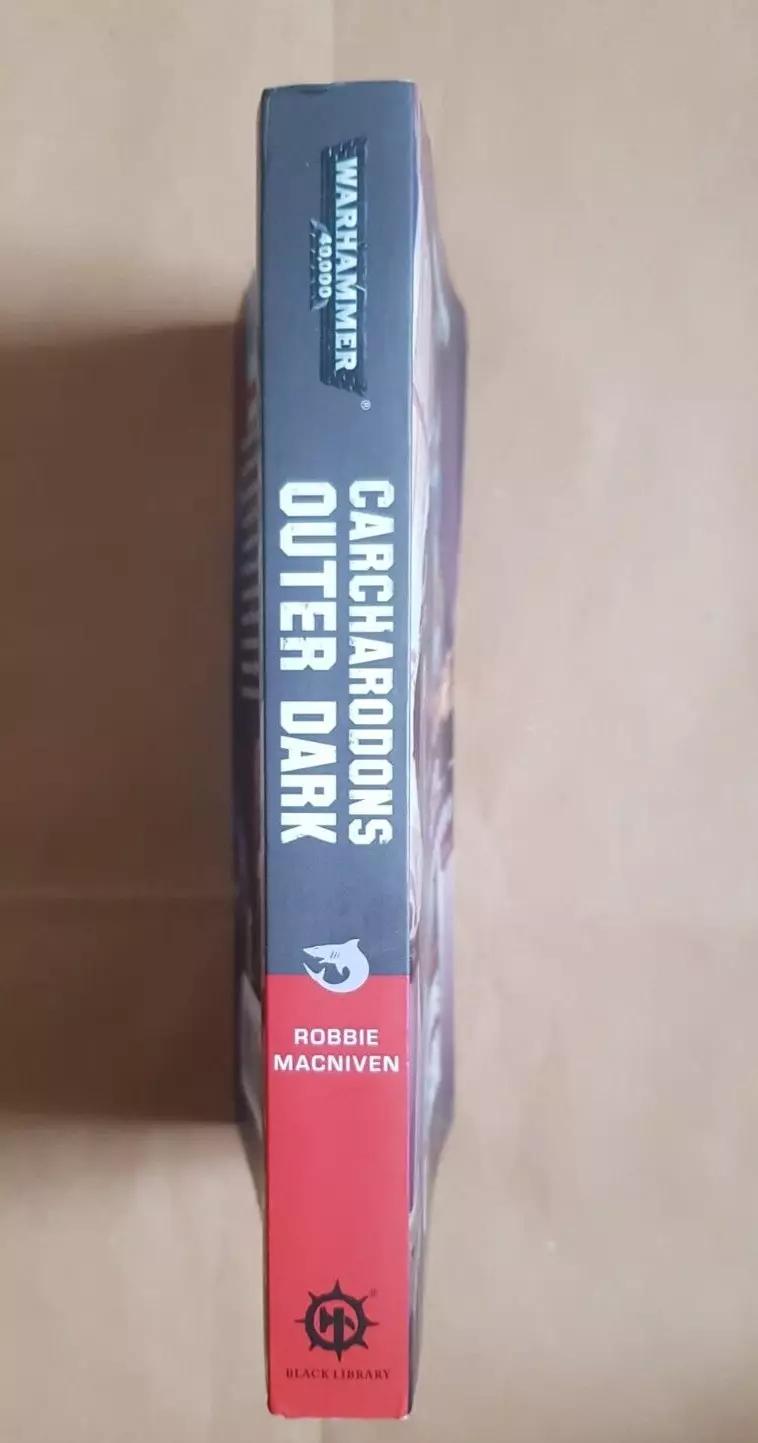 WARHAMMER
40,000
®
CARCHARODONS
OUTER DARK
ROBBIE
MACNIVEN
®
BLACK LIBRARY